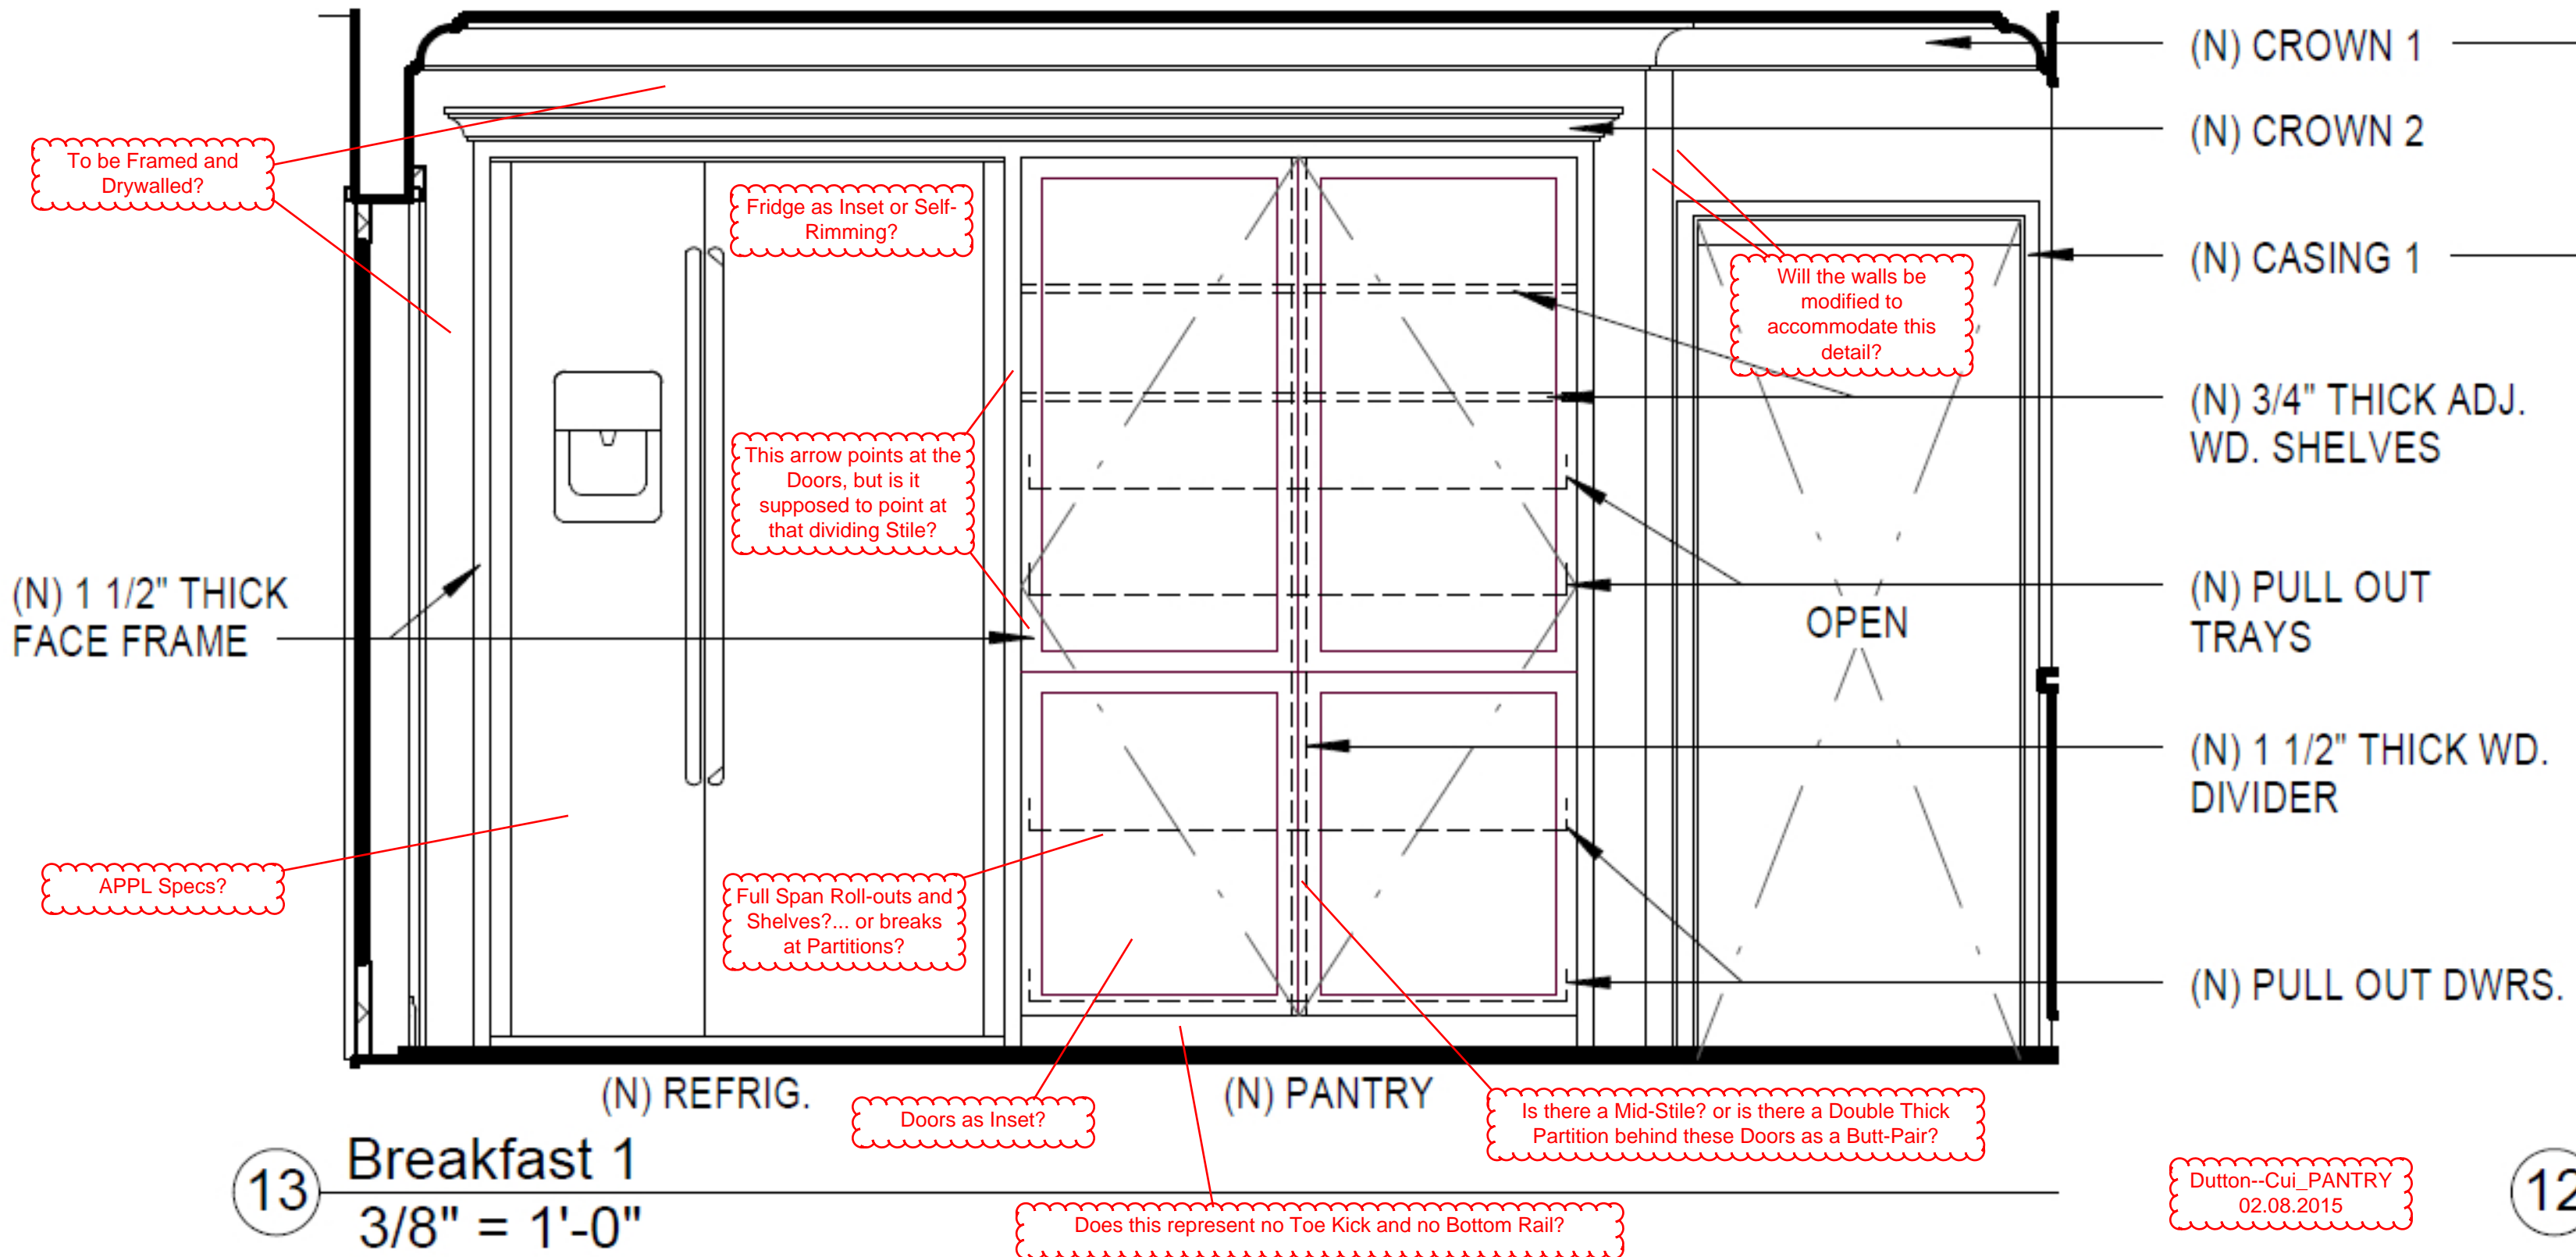 (N) CROWN 1
(N) CROWN 2
To be Framed and
Drywalled?
Fridge as Inset or Self-
Rimming?
(N) CASING 1
Will the walls be
modified to
accommodate this
detail?
(N) 3/4" THICK ADJ.
WD. SHELVES
This arrow points at the
Doors, but is it
supposed to point at
that dividing Stile?
(N) 1 1/2" THICK
FACE FRAME
OPEN
(N) PULL OUT
TRAYS
(N) 1 1/2" THICK WD.
DIVIDER
APPL Specs?
Full Span Roll-outs and
Shelves?... or breaks
at Partitions?
(N) PULL OUT DWRS.
(N) REFRIG.
(N) PANTRY
Doors as Inset?
Is there a Mid-Stile? or is there a Double Thick
Partition behind these Doors as a Butt-Pair?
13
Breakfast 1
3/8" = 1'-0"
Does this represent no Toe Kick and no Bottom Rail?
Dutton--Cui_PANTRY
02.08.2015
12